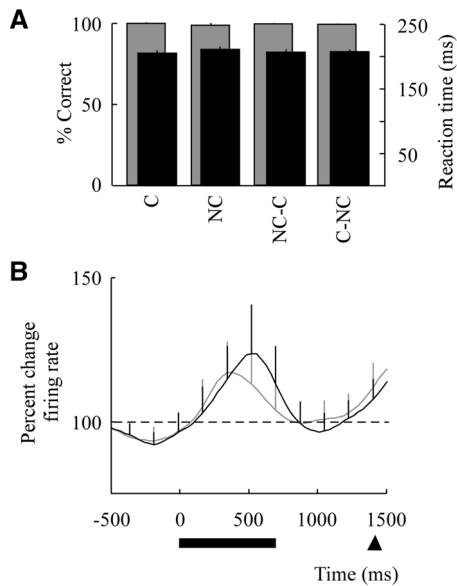 A
100
50
0
% Correct
250
150
50
Reaction time (ms)
C
NC
NC-C
C-NC
B
150
100
Percent change
firing rate
-500
0
500
1000
1500
Time (ms)